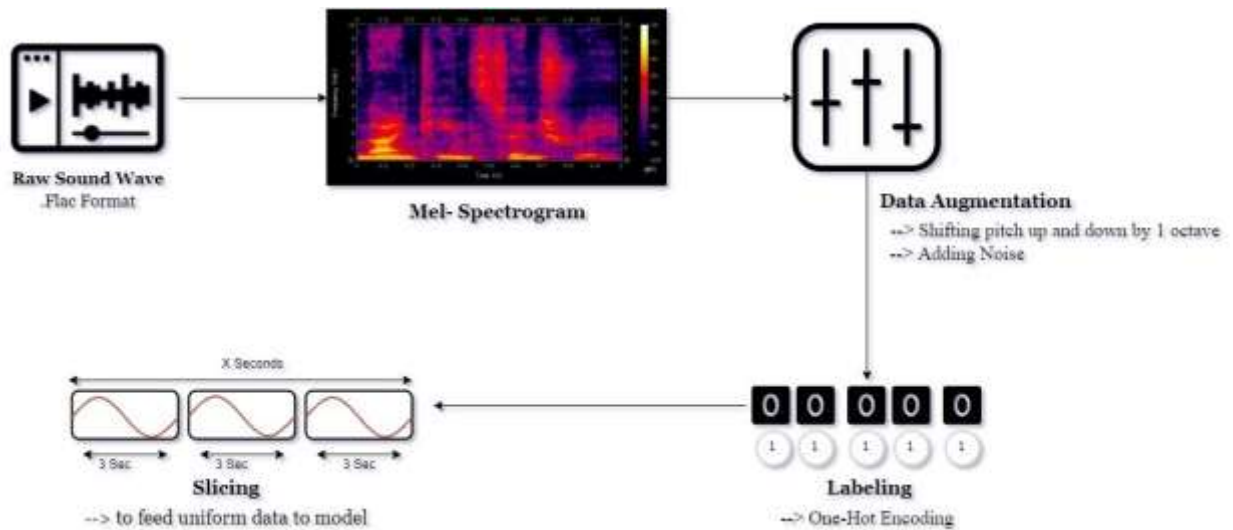 Raw Sound Wave
.Flac Format
Mel- Spectrogram
Data Augmentation
--> Shifting pitch up and down by 1 octave
--> Adding Noise
X Seconds
3 Sec 3 Sec 3 Sec
Slicing
--> to feed uniform data to model
0 0 0 0 0
1 1 1 1 1
Labeling
--> One-Hot Encoding